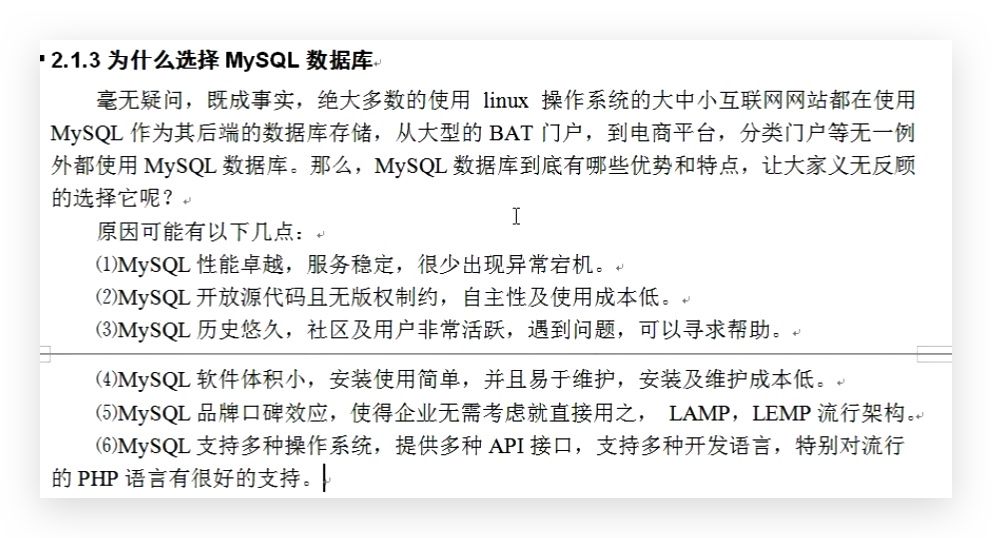 2.1.3 为什么选择 MySQL 数据库
毫无疑问，既成事实，绝大多数的使用 linux 操作系统的大中小互联网网站都在使用
MySQL 作为其后端的数据库存储，从大型的 BAT 门户，到电商平台，分类门户等无一例
外都使用 MySQL 数据库。那么，MySQL 数据库到底有哪些优势和特点，让大家义无反顾
的选择它呢？
原因可能有以下几点：
⑴MySQL 性能卓越，服务稳定，很少出现异常宕机。
⑵MySQL 开放源代码且无版权制约，自主性及使用成本低。
⑶MySQL 历史悠久，社区及用户非常活跃，遇到问题，可以寻求帮助。
⑷MySQL 软件体积小，安装使用简单，并且易于维护，安装及维护成本低。
⑸MySQL 品牌口碑效应，使得企业无需考虑就直接用之， LAMP，LEMP 流行架构。
⑹MySQL 支持多种操作系统，提供多种 API 接口，支持多种开发语言，特别对流行
的 PHP 语言有很好的支持。